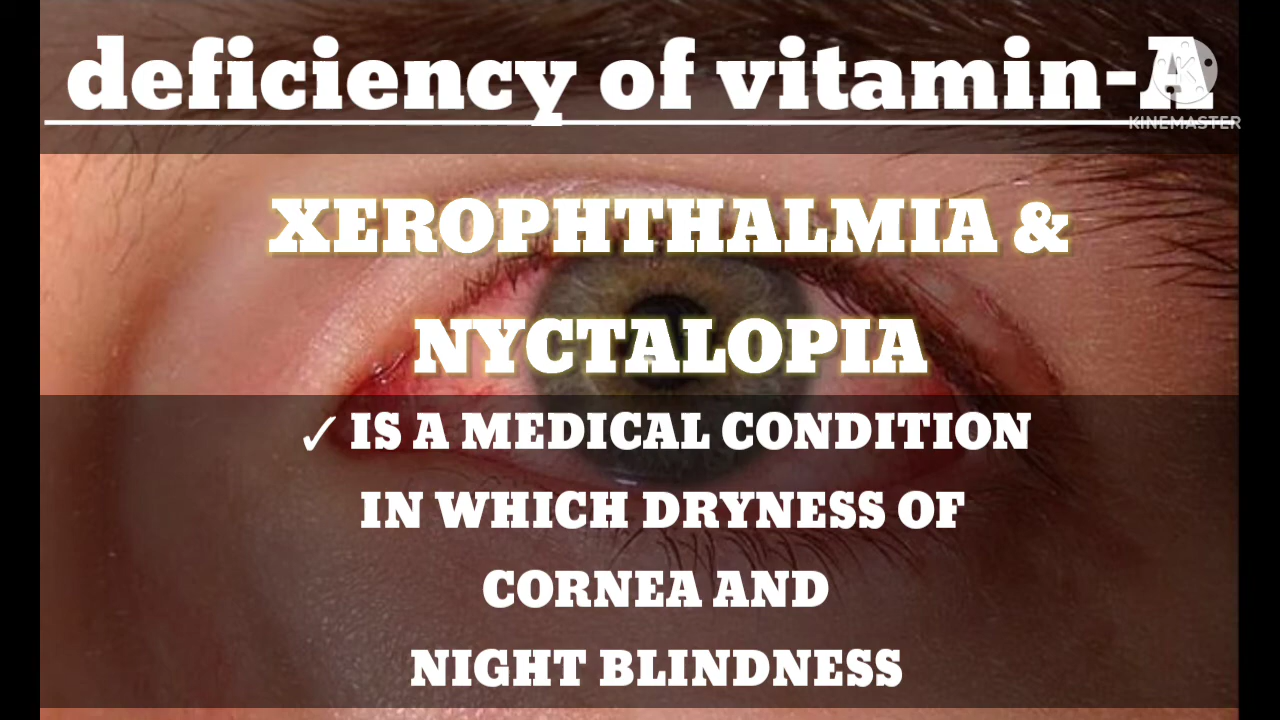 deficiency of vitamin-A
KINEMASTER
XEROPHTHALMIA &
NYCTALOPIA
✓ IS A MEDICAL CONDITION
IN WHICH DRYNESS OF
CORNEA AND
NIGHT BLINDNESS